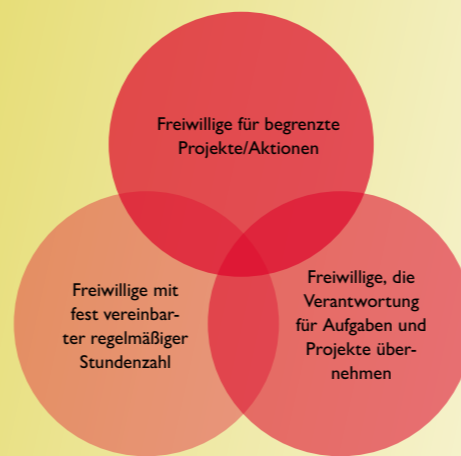 Freiwillige für begrenzte
Projekte/Aktionen
Freiwillige mit
fest vereinbar-
ter regelmäßiger
Stundenzahl
Freiwillige, die
Verantwortung
für Aufgaben und
Projekte über-
nehmen